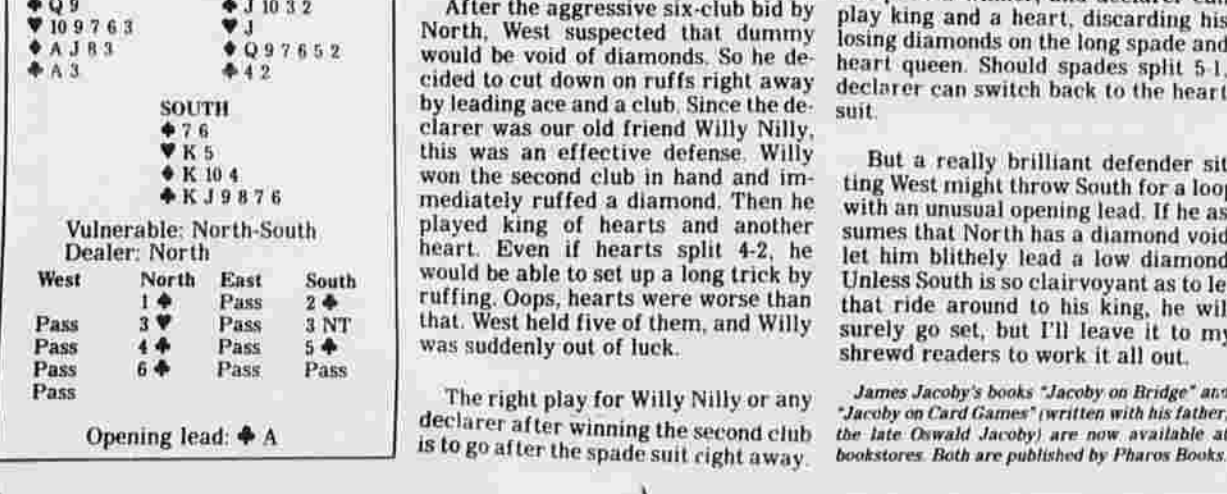 ♠ Q 9
♥ 10 9 7 6 3
♦ A J 8 3
♣ A 3
♠ J 10 3 2
♥ J
♦ Q 9 7 6 5 2
♣ 4 2
SOUTH
♠ 7 6
♥ K 5
♦ K 10 4
♣ K J 9 8 7 6
Vulnerable: North-South
Dealer: North
West North East South
1 ♠ Pass 2 ♣
Pass 3 ♥ Pass 3 NT
Pass 4 ♣ Pass 5 ♣
Pass 6 ♣ Pass Pass
Pass
Opening lead: ♣ A
After the aggressive six-club bid by
North, West suspected that dummy
would be void of diamonds. So he de-
cided to cut down on ruffs right away
by leading ace and a club. Since the de-
clarer was our old friend Willy Nilly,
this was an effective defense. Willy
won the second club in hand and im-
mediately ruffed a diamond. Then he
played king of hearts and another
heart. Even if hearts split 4-2, he
would be able to set up a long trick by
ruffing. Oops, hearts were worse than
that. West held five of them, and Willy
was suddenly out of luck.
The right play for Willy Nilly or any
declarer after winning the second club
is to go after the spade suit right away.
play king and a heart, discarding his
losing diamonds on the long spade and
heart queen. Should spades split 5-1,
declarer can switch back to the heart
suit.
But a really brilliant defender sit-
ting West might throw South for a loop
with an unusual opening lead. If he as-
sumes that North has a diamond void,
let him blithely lead a low diamond.
Unless South is so clairvoyant as to let
that ride around to his king, he will
surely go set, but I'll leave it to my
shrewd readers to work it all out.
James Jacoby's books "Jacoby on Bridge" and
"Jacoby on Card Games" (written with his father,
the late Oswald Jacoby) are now available at
bookstores. Both are published by Pharos Books.